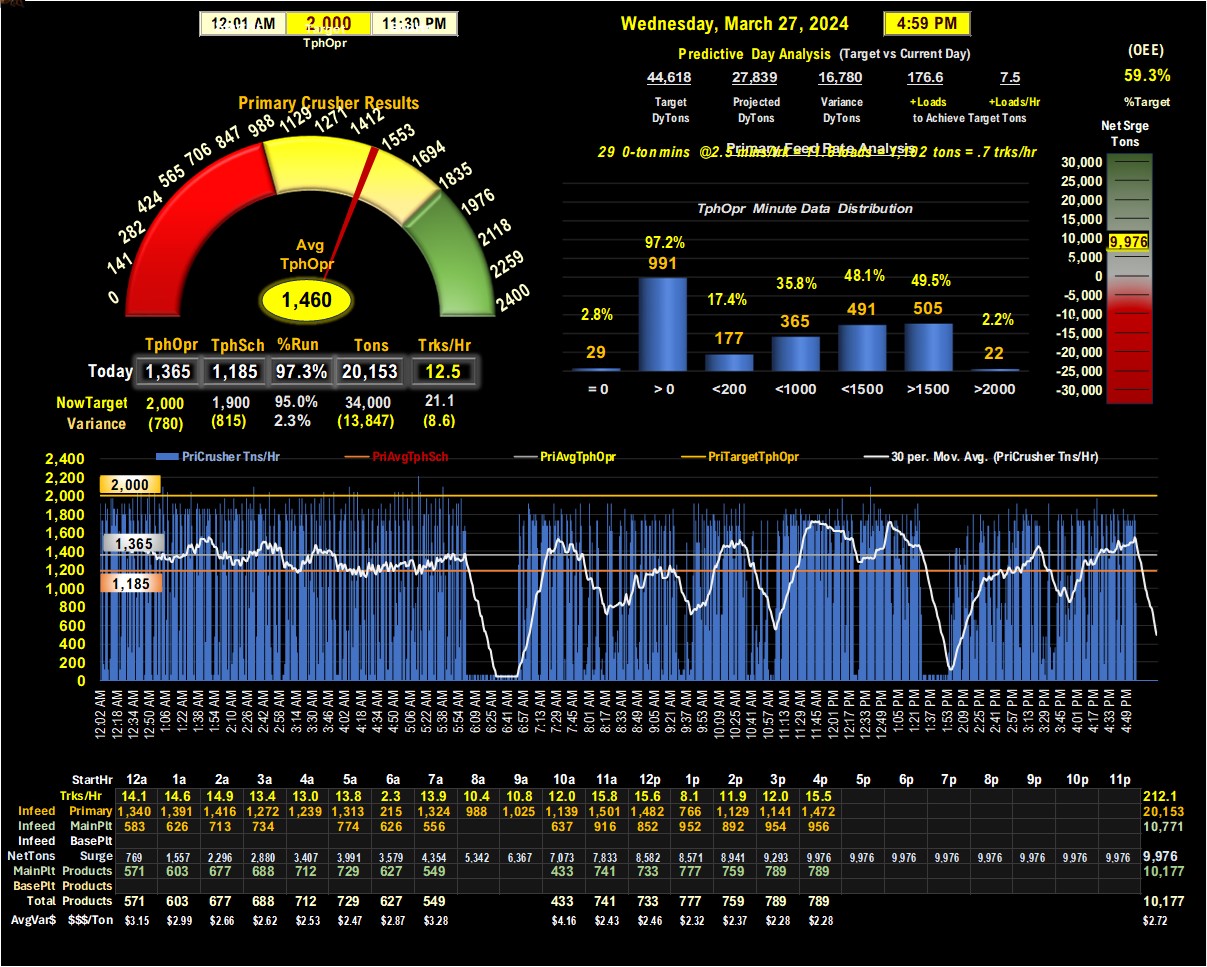 12:01 AM 2,000 11:30 PM
TphOpr
Wednesday, March 27, 2024 4:59 PM
Predictive Day Analysis (Target vs Current Day)
44,618 27,839 16,780 176.6 7.5
Target Projected Variance +Loads +Loads/Hr
DyTons DyTons DyTons to Achieve Target Tons
(OEE)
59.3%
%Target
Net Srge
Tons
30,000
25,000
20,000
15,000
10,000
9,976
5,000
0
-5,000
-10,000
-15,000
-20,000
-25,000
-30,000
Primary Crusher Results
0 141 282 424 565 706 847 988 1129 1271 1412 1553 1694 1835 1976 2118 2259 2400
Avg
TphOpr
1,460
Primary Feed Rate Analysis
29 0-ton mins @2.5 mins/ld = 11.6 loads = 1,102 tons = .7 trks/hr
TphOpr Minute Data Distribution
2.8% 97.2% 17.4% 35.8% 48.1% 49.5% 2.2%
29 991 177 365 491 505 22
= 0 > 0 <200 <1000 <1500 >1500 >2000
TphOpr TphSch %Run Tons Trks/Hr
Today 1,365 1,185 97.3% 20,153 12.5
NowTarget 2,000 1,900 95.0% 34,000 21.1
Variance (780) (815) 2.3% (13,847) (8.6)
PriCrusher Tns/Hr PriAvgTphSch PriAvgTphOpr PriTargetTphOpr 30 per. Mov. Avg. (PriCrusher Tns/Hr)
2,400
2,200
2,000
1,800
1,600
1,400
1,200
1,000
800
600
400
200
0
2,000
1,365
1,185
12:02 AM 12:18 AM 12:34 AM 12:50 AM 1:06 AM 1:22 AM 1:38 AM 1:54 AM 2:10 AM 2:26 AM 2:42 AM 2:58 AM 3:14 AM 3:30 AM 3:46 AM 4:02 AM 4:18 AM 4:34 AM 4:50 AM 5:06 AM 5:22 AM 5:38 AM 5:54 AM 6:09 AM 6:25 AM 6:41 AM 6:57 AM 7:13 AM 7:29 AM 7:45 AM 8:01 AM 8:17 AM 8:33 AM 8:49 AM 9:05 AM 9:21 AM 9:37 AM 9:53 AM 10:09 AM 10:25 AM 10:41 AM 10:57 AM 11:13 AM 11:29 AM 11:45 AM 12:01 PM 12:17 PM 12:33 PM 12:49 PM 1:05 PM 1:21 PM 1:37 PM 1:53 PM 2:09 PM 2:25 PM 2:41 PM 2:57 PM 3:13 PM 3:29 PM 3:45 PM 4:01 PM 4:17 PM 4:33 PM 4:49 PM
StartHr 12a 1a 2a 3a 4a 5a 6a 7a 8a 9a 10a 11a 12p 1p 2p 3p 4p 5p 6p 7p 8p 9p 10p 11p
Trks/Hr 14.1 14.6 14.9 13.4 13.0 13.8 2.3 13.9 10.4 10.8 12.0 15.8 15.6 8.1 11.9 12.0 15.5 212.1
Infeed Primary 1,340 1,391 1,416 1,272 1,239 1,313 215 1,324 988 1,025 1,139 1,501 1,482 766 1,129 1,141 1,472 20,153
Infeed MainPlt 583 626 713 734 774 626 556 637 916 852 952 892 954 956 10,771
Infeed BasePlt
NetTons Surge 769 1,557 2,296 2,880 3,407 3,991 3,579 4,354 5,342 6,367 7,073 7,833 8,582 8,571 8,941 9,293 9,976 9,976 9,976 9,976 9,976 9,976 9,976 9,976 9,976
MainPlt Products 571 603 677 688 712 729 627 549 433 741 733 777 759 789 789 10,177
BasePlt Products
Total Products 571 603 677 688 712 729 627 549 433 741 733 777 759 789 789 10,177
AvgVar$ $$$/Ton $3.15 $2.99 $2.66 $2.62 $2.53 $2.47 $2.87 $3.28 $4.16 $2.43 $2.46 $2.32 $2.37 $2.28 $2.28 $2.72